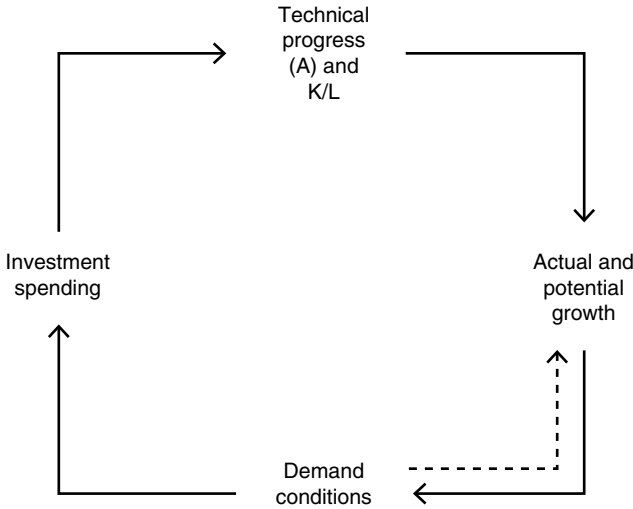 Technical
progress
(A) and
K/L
Investment
spending
Actual and
potential
growth
Demand
conditions